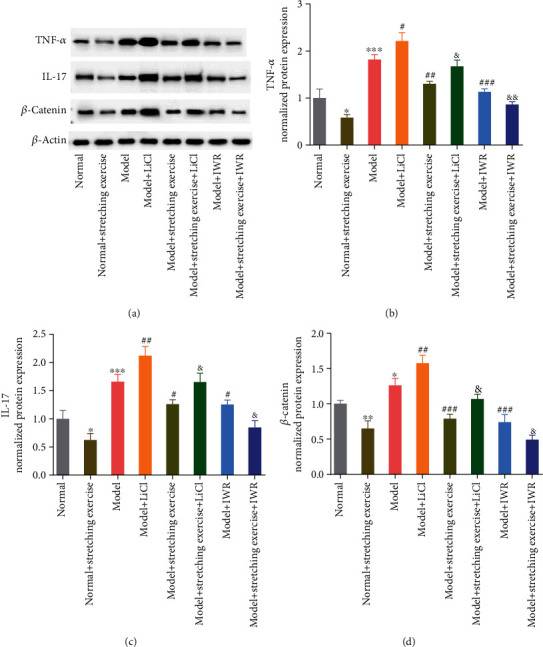 TNF-α
IL-17
β-Catenin
β-Actin
Normal
Normal+stretching exercise
Model
Model+LiCl
Model+stretching exercise
Model+stretching exercise+LiCl
Model+IWR
Model+stretching exercise+IWR
(a)
TNF-α
normalized protein expression
3
2
1
0
*
***
#
##
&
###
&&
Normal
Normal+stretching exercise
Model
Model+LiCl
Model+stretching exercise
Model+stretching exercise+LiCl
Model+IWR
Model+stretching exercise+IWR
(b)
IL-17
normalized protein expression
2.5
2.0
1.5
1.0
0.5
0.0
*
***
##
#
&
#
&
Normal
Normal+stretching exercise
Model
Model+LiCl
Model+stretching exercise
Model+stretching exercise+LiCl
Model+IWR
Model+stretching exercise+IWR
(c)
β-catenin
normalized protein expression
2.0
1.5
1.0
0.5
0.0
**
*
##
###
&
###
&
Normal
Normal+stretching exercise
Model
Model+LiCl
Model+stretching exercise
Model+stretching exercise+LiCl
Model+IWR
Model+stretching exercise+IWR
(d)